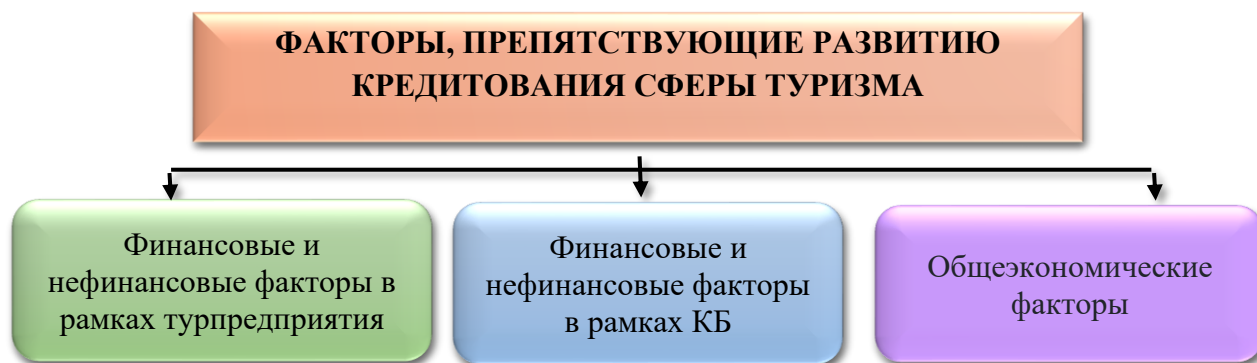 ФАКТОРЫ, ПРЕПЯТСТВУЮЩИЕ РАЗВИТИЮ
КРЕДИТОВАНИЯ СФЕРЫ ТУРИЗМА
Финансовые и
нефинансовые факторы в
рамках турпредприятия
Финансовые и
нефинансовые факторы
в рамках КБ
Общеэкономические
факторы